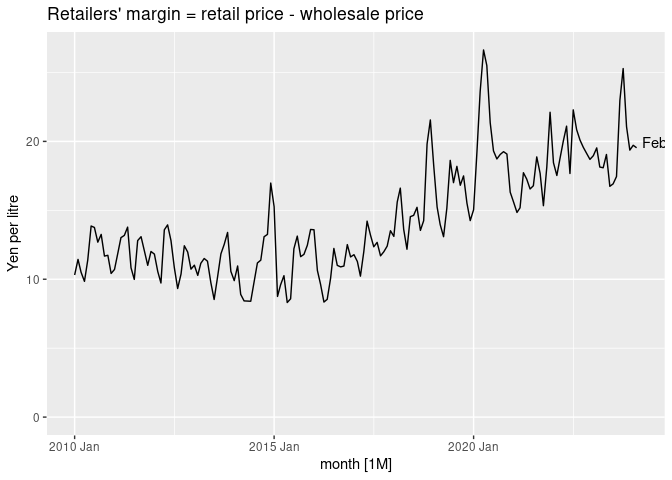 Retailers' margin = retail price - wholesale price
Yen per litre
20
10
0
Feb
2010 Jan
2015 Jan
2020 Jan
month [1M]